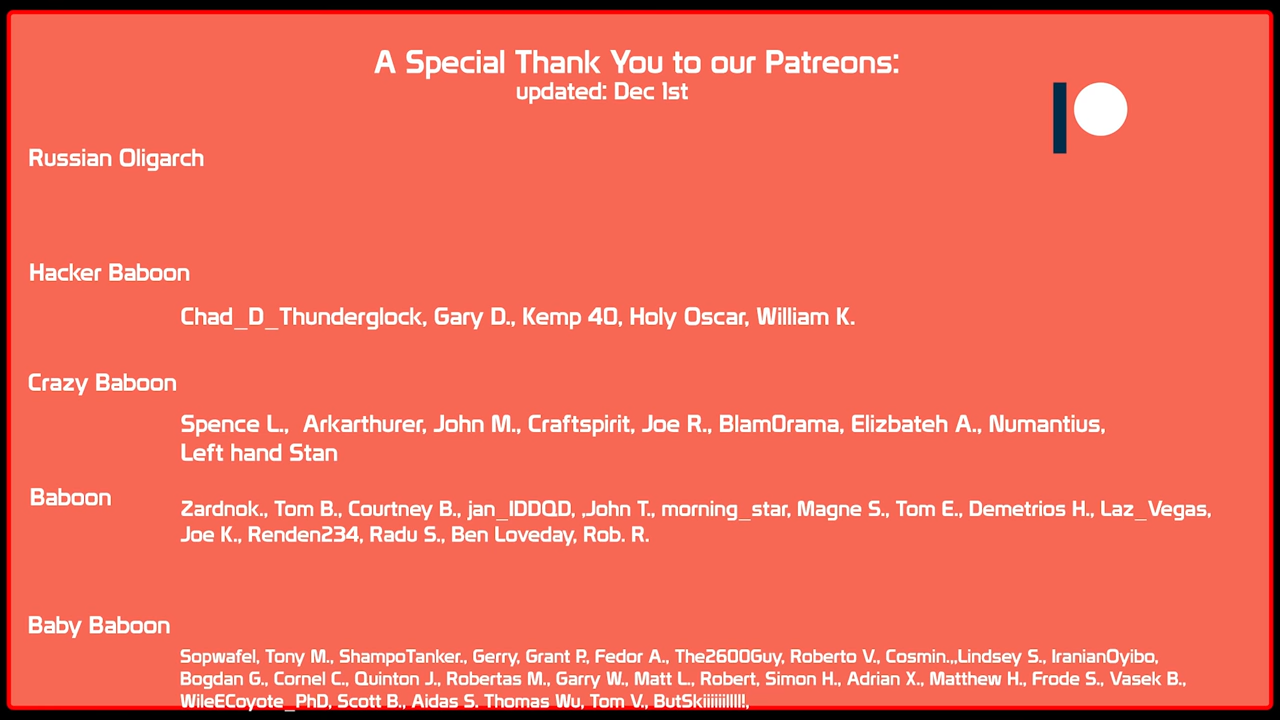 A Special Thank You to our Patreons:
updated: Dec 1st
Russian Oligarch
Hacker Baboon
Chad_D_Thunderglock, Gary D., Kemp 40, Holy Oscar, William K.
Crazy Baboon
Spence L.,  Arkarthurer, John M., Craftspirit, Joe R., Blam0rama, Elizbateh A., Numantius,
Left hand Stan
Baboon
Zardnok., Tom B., Courtney B., jan_IDDQD, ,John T., morning_star, Magne S., Tom E., Demetrios H., Laz_Vegas,
Joe K., Renden234, Radu S., Ben Loveday, Rob. R.
Baby Baboon
Sopwafel, Tony M., ShampoTanker., Gerry, Grant P., Fedor A., The2600Guy, Roberto V., Cosmin.,,Lindsey S., IranianOyibo,
Bogdan G., Cornel C., Quinton J., Robertas M., Garry W., Matt L., Robert, Simon H., Adrian X., Matthew H., Frode S., Vasek B.,
WileECoyote_PhD, Scott B., Aidas S. Thomas Wu, Tom V., ButSkiiiiiillll!,